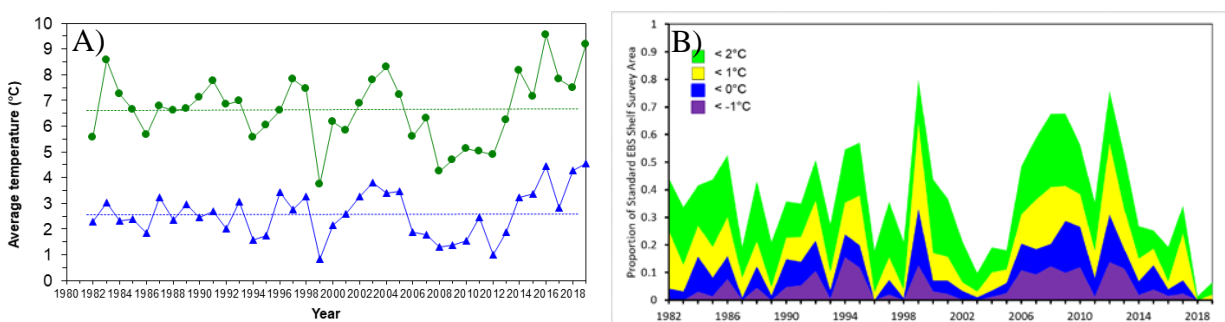 A)
Average temperature (°C)
10
9
8
7
6
5
4
3
2
1
0
1980 1982 1984 1986 1988 1990 1992 1994 1996 1998 2000 2002 2004 2006 2008 2010 2012 2014 2016 2018
Year
B)
Proportion of Standard EBS Shelf Survey Area
1
0.9
0.8
0.7
0.6
0.5
0.4
0.3
0.2
0.1
0
< 2°C
< 1°C
< 0°C
< -1°C
1982 1986 1990 1994 1998 2002 2006 2010 2014 2018